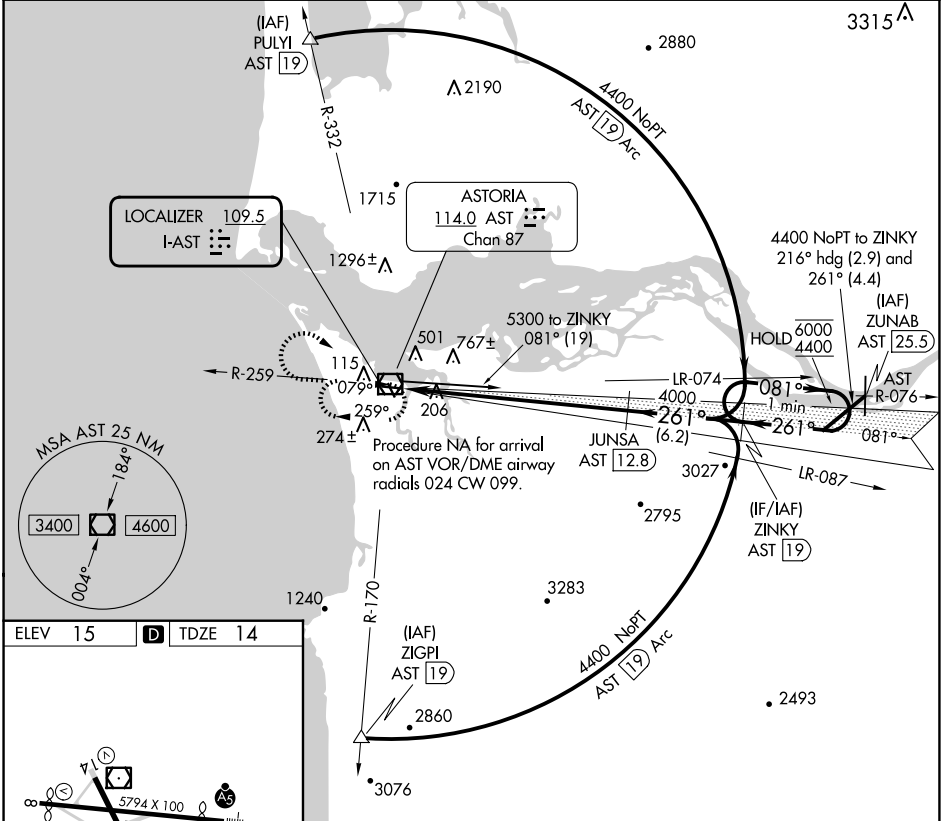 (IAF)
PULYI
AST 19
2880
3315
2190
4400 NoPT
AST 19 Arc
R-332
1715
LOCALIZER 109.5
I-AST
ASTORIA
114.0 AST
Chan 87
1296±
4400 NoPT to ZINKY
216° hdg (2.9) and
261° (4.4)
(IAF)
ZUNAB
AST 25.5
HOLD 6000
4400
5300 to ZINKY
081° (19)
501
767±
115
R-259
079°
259°
206
274±
LR-074
4000
081°
1 min
261°
261°
(6.2)
AST
R-076
081°
JUNSA
AST 12.8
Procedure NA for arrival
on AST VOR/DME airway
radials 024 CW 099.
3027
LR-087
(IF/IAF)
ZINKY
AST 19
2795
MSA AST 25 NM
184°
3400
4600
004°
1240
R-170
3283
(IAF)
ZIGPI
AST 19
4400 NoPT
AST 19 Arc
2860
2493
3076
ELEV 15
D
TDZE 14
14
V
V
8
5794 X 100
A5